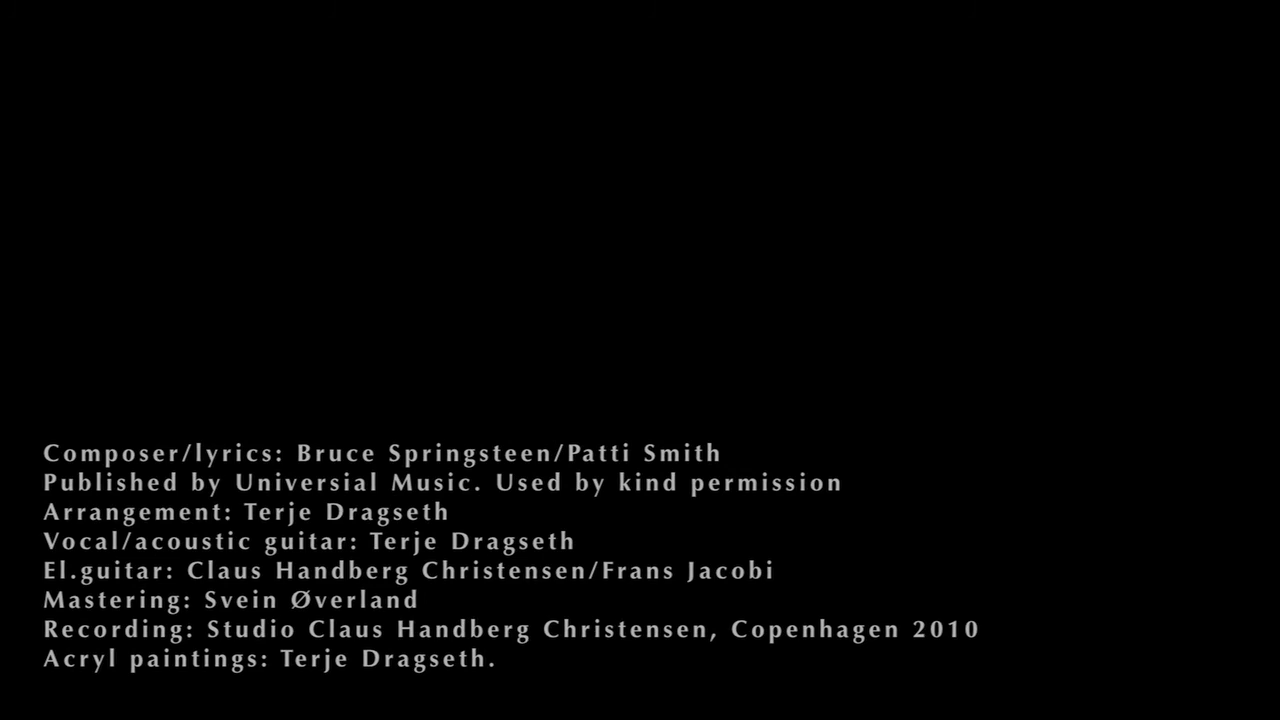 Composer/lyrics: Bruce Springsteen/Patti Smith
Published by Universial Music. Used by kind permission
Arrangement: Terje Dragseth
Vocal/acoustic guitar: Terje Dragseth
El.guitar: Claus Handberg Christensen/Frans Jacobi
Mastering: Svein Øverland
Recording: Studio Claus Handberg Christensen, Copenhagen 2010
Acryl paintings: Terje Dragseth.